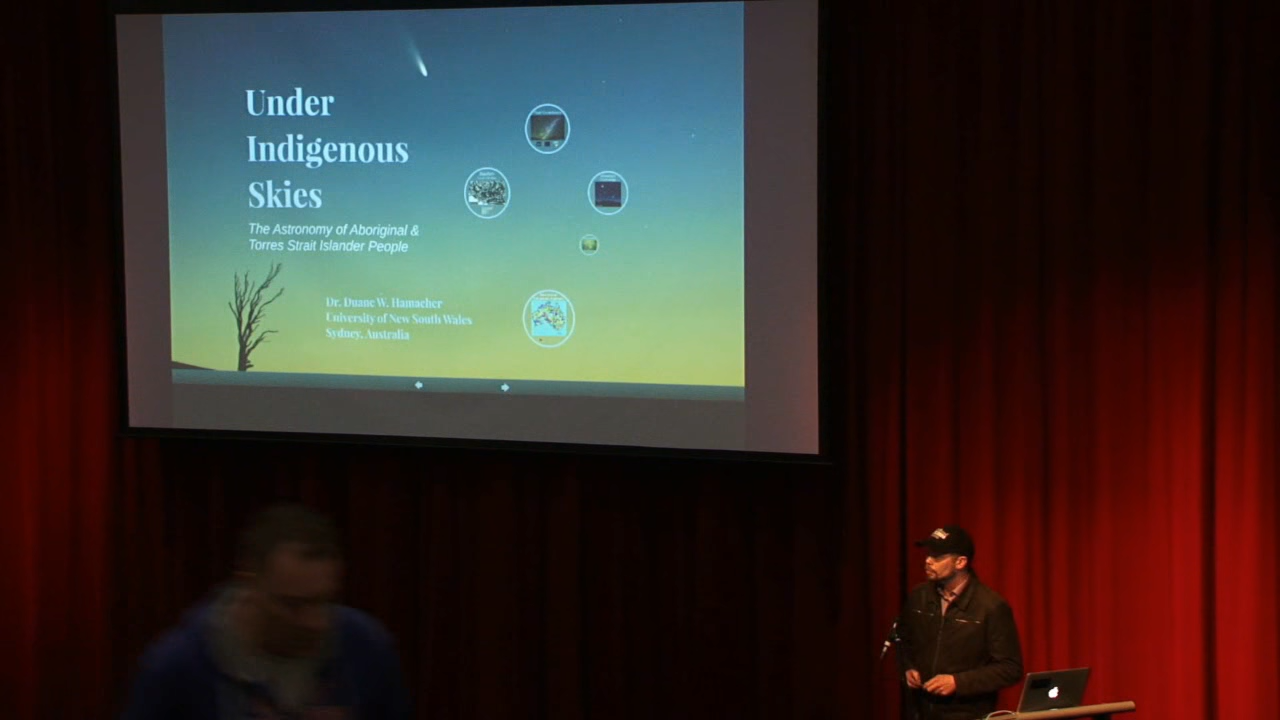 Under
Indigenous
Skies
The Astronomy of Aboriginal &
Torres Strait Islander People
Dr. Duane W. Hamacher
University of New South Wales
Sydney, Australia